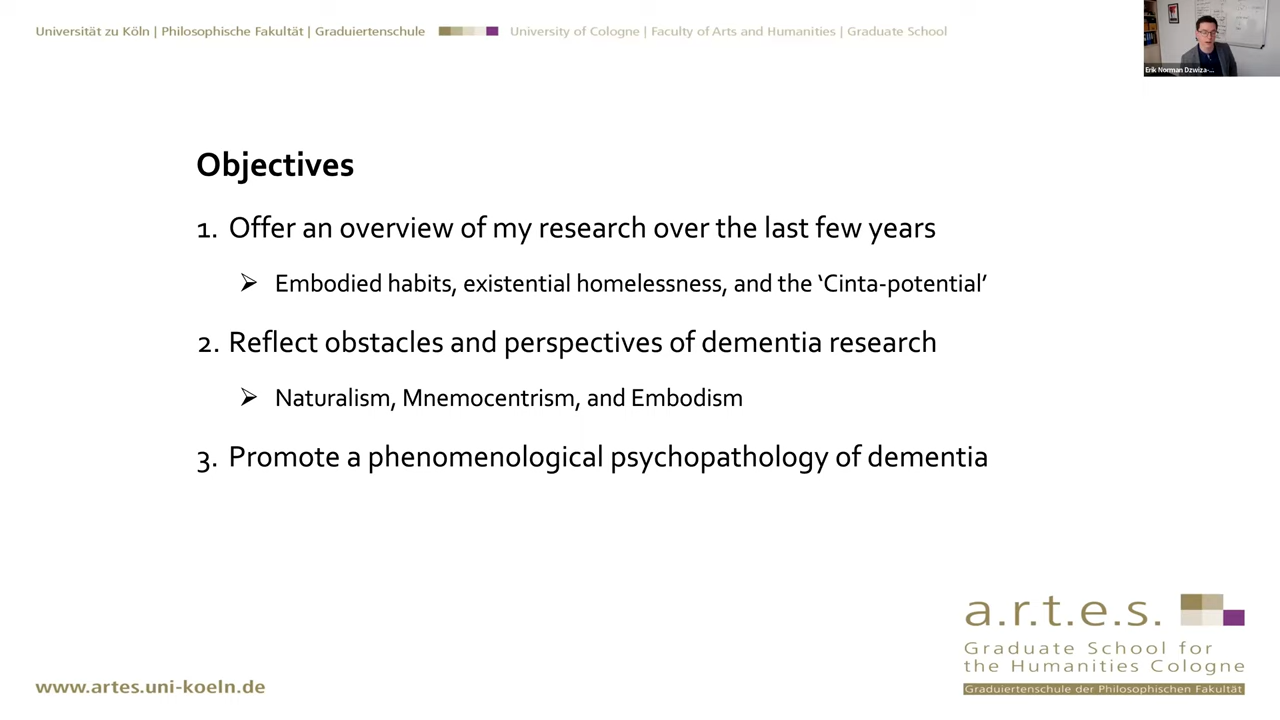 Universität zu Köln | Philosophische Fakultät | Graduiertenschule University of Cologne | Faculty of Arts and Humanities | Graduate School
Erik Norman Dzwiza-...
Objectives
1. Offer an overview of my research over the last few years
➢ Embodied habits, existential homelessness, and the ‘Cinta-potential’
2. Reflect obstacles and perspectives of dementia research
➢ Naturalism, Mnemocentrism, and Embodism
3. Promote a phenomenological psychopathology of dementia
a.r.t.e.s.
Graduate School for
the Humanities Cologne
Graduiertenschule der Philosophischen Fakultät
www.artes.uni-koeln.de